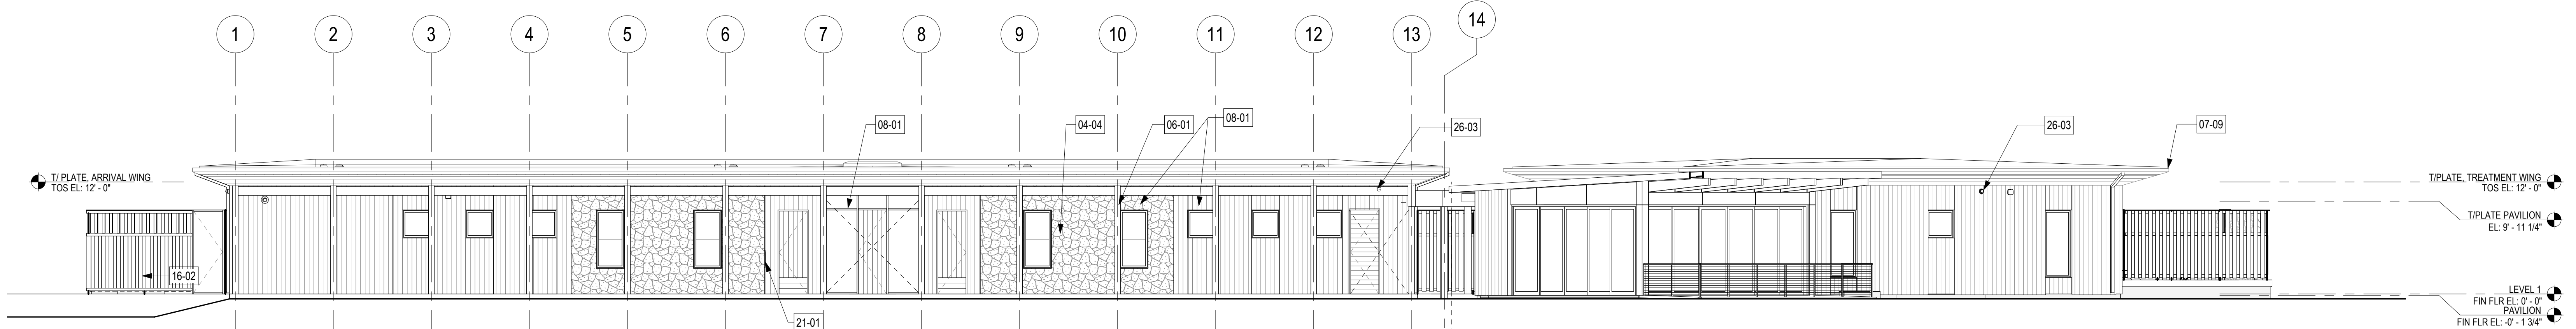 1
2
3
4
5
6
7
8
9
10
11
12
13
14
08-01
04-04
06-01
08-01
26-03
26-03
07-09
T/ PLATE, ARRIVAL WING
TOS EL: 12' - 0"
T/PLATE, TREATMENT WING
TOS EL: 12' - 0"
T/PLATE PAVILION
EL: 9' - 11 1/4"
16-02
21-01
LEVEL 1
FIN FLR EL: 0' - 0"
PAVILION
FIN FLR EL: -0' - 1 3/4"